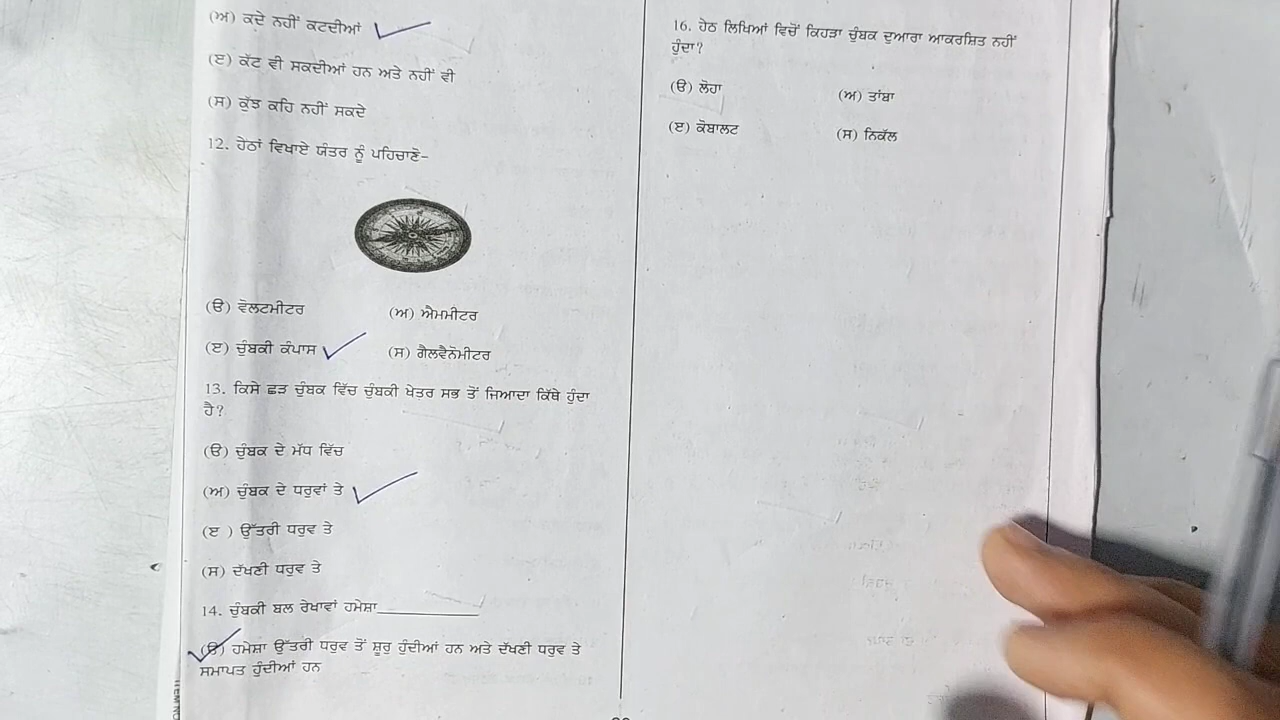 (ਅ) ਕਦੇ ਨਹੀਂ ਕਟਦੀਆਂ
(ੲ) ਕੱਟ ਵੀ ਸਕਦੀਆਂ ਹਨ ਅਤੇ ਨਹੀਂ ਵੀ
(ਸ) ਕੁੱਝ ਕਹਿ ਨਹੀਂ ਸਕਦੇ
12. ਹੇਠਾਂ ਵਿਖਾਏ ਯੰਤਰ ਨੂੰ ਪਹਿਚਾਣੋ-
(ੳ) ਵੋਲਟਮੀਟਰ (ਅ) ਐਮਮੀਟਰ
(ੲ) ਚੁੰਬਕੀ ਕੰਪਾਸ (ਸ) ਗੈਲਵੈਨੋਮੀਟਰ
13. ਕਿਸੇ ਛੜ ਚੁੰਬਕ ਵਿੱਚ ਚੁੰਬਕੀ ਖੇਤਰ ਸਭ ਤੋਂ ਜਿਆਦਾ ਕਿੱਥੇ ਹੁੰਦਾ
ਹੈ?
(ੳ) ਚੁੰਬਕ ਦੇ ਮੱਧ ਵਿੱਚ
(ਅ) ਚੁੰਬਕ ਦੇ ਧਰੁਵਾਂ ਤੇ
(ੲ ) ਉੱਤਰੀ ਧਰੁਵ ਤੇ
(ਸ) ਦੱਖਣੀ ਧਰੁਵ ਤੇ
14. ਚੁੰਬਕੀ ਬਲ ਰੇਖਾਵਾਂ ਹਮੇਸ਼ਾ____________
(ੳ) ਹਮੇਸ਼ਾ ਉੱਤਰੀ ਧਰੁਵ ਤੋਂ ਸ਼ੁਰੂ ਹੁੰਦੀਆਂ ਹਨ ਅਤੇ ਦੱਖਣੀ ਧਰੁਵ ਤੇ
ਸਮਾਪਤ ਹੁੰਦੀਆਂ ਹਨ
16. ਹੇਠ ਲਿਖਿਆਂ ਵਿਚੋਂ ਕਿਹੜਾ ਚੁੰਬਕ ਦੁਆਰਾ ਆਕਰਸ਼ਿਤ ਨਹੀਂ
ਹੁੰਦਾ?
(ੳ) ਲੋਹਾ (ਅ) ਤਾਂਬਾ
(ੲ) ਕੋਬਾਲਟ (ਸ) ਨਿਕੱਲ